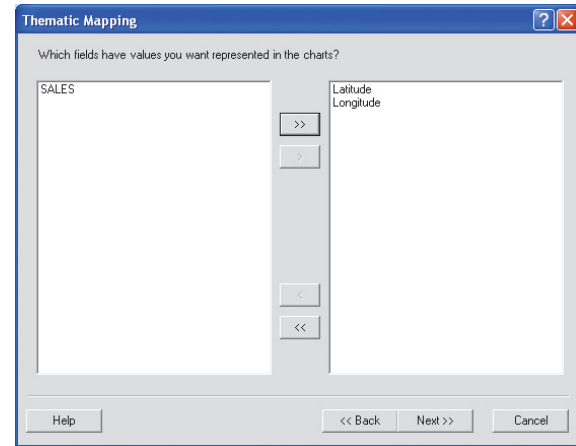 Thematic Mapping
Which fields have values you want represented in the charts?
SALES
Latitude
Longitude
>>
>
<
<<
Help
<< Back
Next >>
Cancel